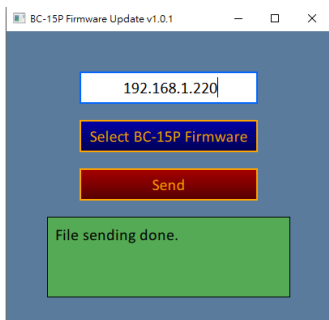 BC-15P Firmware Update v1.0.1
192.168.1.220
Select BC-15P Firmware
Send
File sending done.